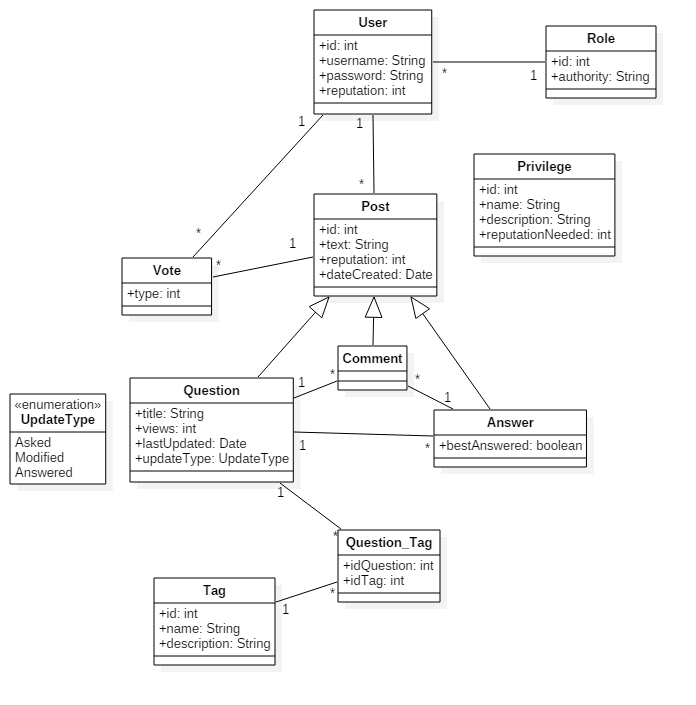 User
+id: int
+username: String
+password: String
+reputation: int
Role
+id: int
+authority: String
*
1
1
1
Privilege
+id: int
+name: String
+description: String
+reputationNeeded: int
*
Post
+id: int
+text: String
+reputation: int
+dateCreated: Date
*
1
*
Vote
+type: int
Comment
1
*
*
1
Question
+title: String
+views: int
+lastUpdated: Date
+updateType: UpdateType
«enumeration»
UpdateType
Asked
Modified
Answered
Answer
+bestAnswered: boolean
1
*
1
*
Question_Tag
+idQuestion: int
+idTag: int
*
1
Tag
+id: int
+name: String
+description: String